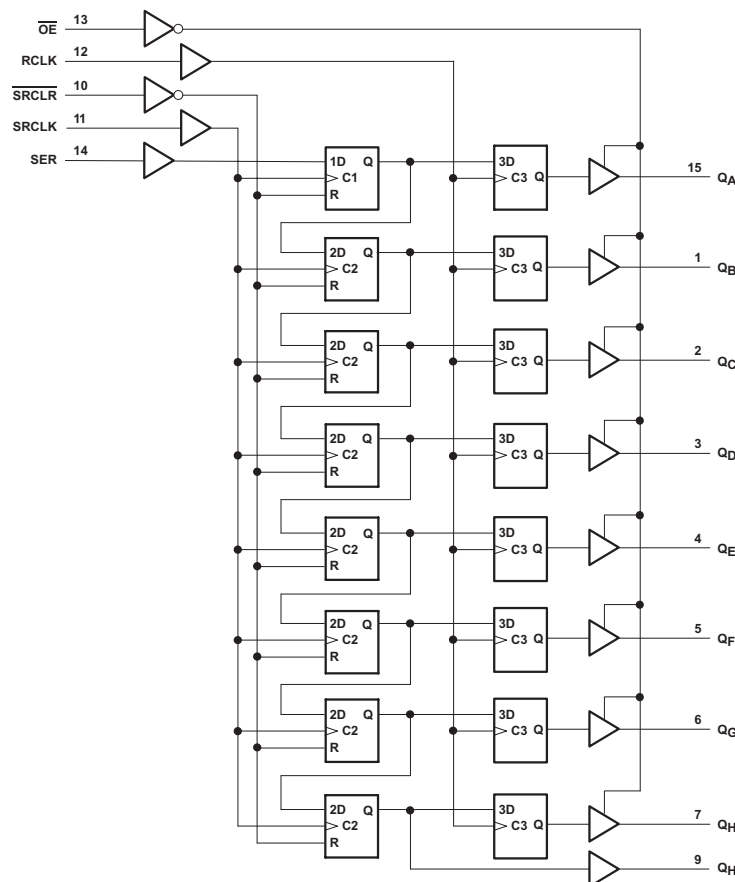 OE 13
RCLK 12
SRCLR 10
SRCLK 11
SER 14
1D Q 3D
C1 C3 Q 15 QA
R
2D Q 3D
C2 C3 Q 1 QB
R
2D Q 3D
C2 C3 Q 2 QC
R
2D Q 3D
C2 C3 Q 3 QD
R
2D Q 3D
C2 C3 Q 4 QE
R
2D Q 3D
C2 C3 Q 5 QF
R
2D Q 3D
C2 C3 Q 6 QG
R
2D Q 3D
C2 C3 Q 7 QH
R
9 QH